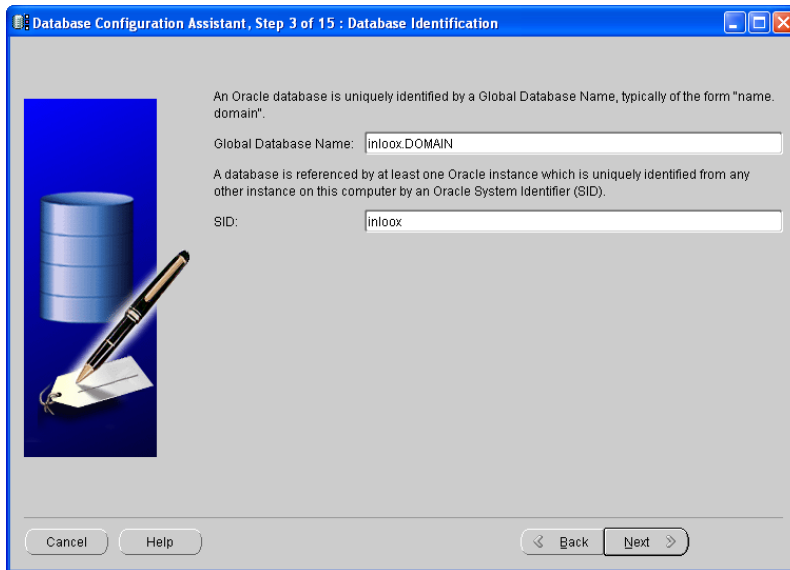 Database Configuration Assistant, Step 3 of 15 : Database Identification
An Oracle database is uniquely identified by a Global Database Name, typically of the form "name.
domain".
Global Database Name: inloox.DOMAIN
A database is referenced by at least one Oracle instance which is uniquely identified from any
other instance on this computer by an Oracle System Identifier (SID).
SID: inloox
Cancel Help Back Next